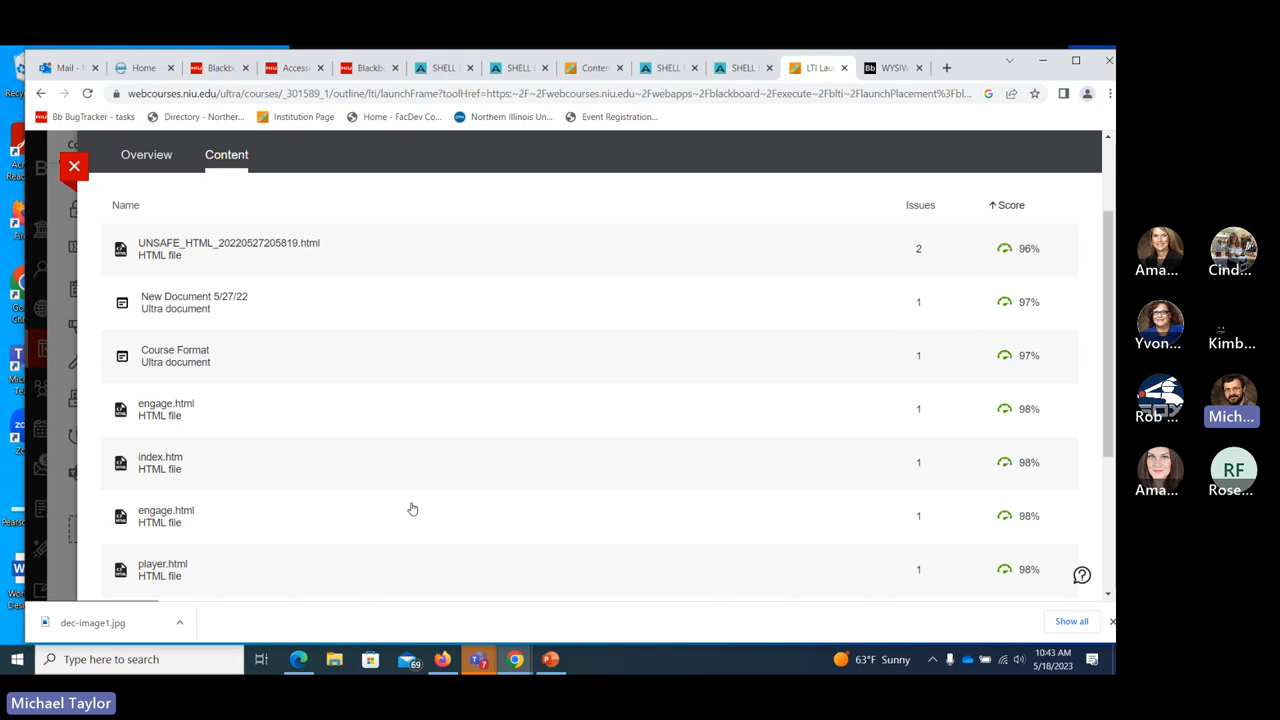 Mail - 
Home
Blackb
Access
Blackb
SHELL
SHELL
Conten
SHELL
SHELL
LTI Lau
Bb WYSIW
webcourses.niu.edu/ultra/courses/_301589_1/outline/lti/launchFrame?toolHref=https:~2F~2Fwebcourses.niu.edu~2Fwebapps~2Fblackboard~2Fexecute~2Fblti~2FlaunchPlacement%3Fbl...
Bb BugTracker - tasks
Directory - Norther...
Institution Page
Home - FacDev Co...
Northern Illinois Un...
Event Registration...
Overview
Content
Name
Issues
Score
UNSAFE_HTML_20220527205819.html
HTML file
2
96%
New Document 5/27/22
Ultra document
1
97%
Course Format
Ultra document
1
97%
engage.html
HTML file
1
98%
index.htm
HTML file
1
98%
engage.html
HTML file
1
98%
player.html
HTML file
1
98%
dec-image1.jpg
Show all
Type here to search
69
7
63°F Sunny
10:43 AM
5/18/2023
Ama...
Cind...
Yvon...
Kimb...
Rob ...
Mich...
Ama...
RF
Rose...
Michael Taylor